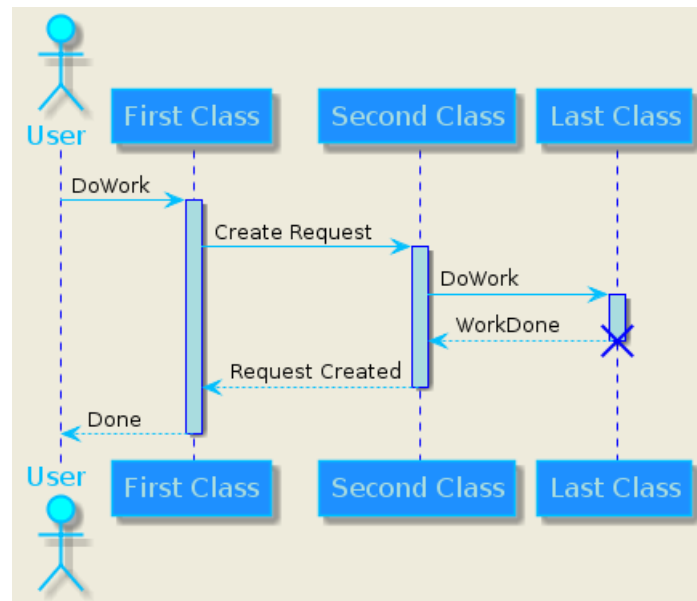 User
First Class
Second Class
Last Class
DoWork
Create Request
DoWork
WorkDone
Request Created
Done
User
First Class
Second Class
Last Class